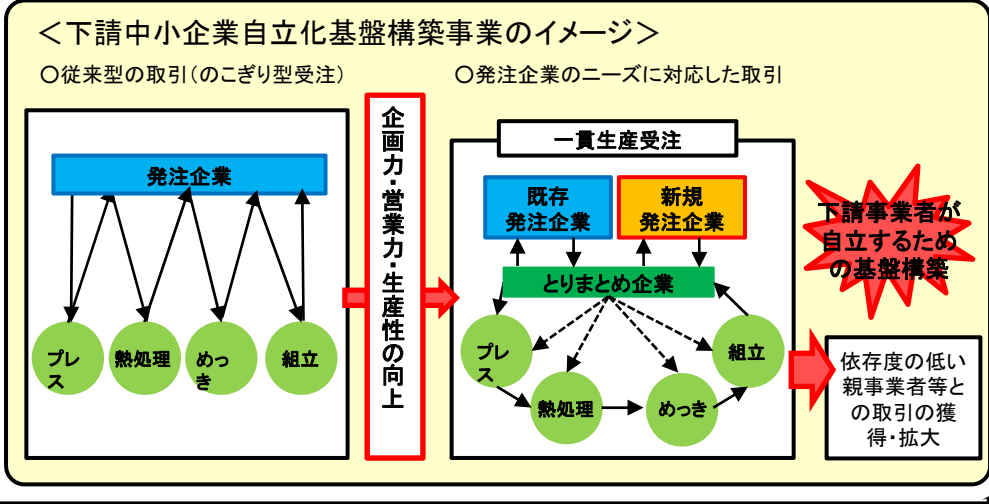 ＜下請中小企業自立化基盤構築事業のイメージ＞
○従来型の取引(のこぎり型受注)
発注企業
プレ
ス
熱処理
めっ
き
組立
企画力・営業力・生産性の向上
○発注企業のニーズに対応した取引
一貫生産受注
既存
発注企業
新規
発注企業
とりまとめ企業
プレ
ス
熱処理
めっき
組立
下請事業者が
自立するため
の基盤構築
依存度の低い
親事業者等と
の取引の獲
得・拡大